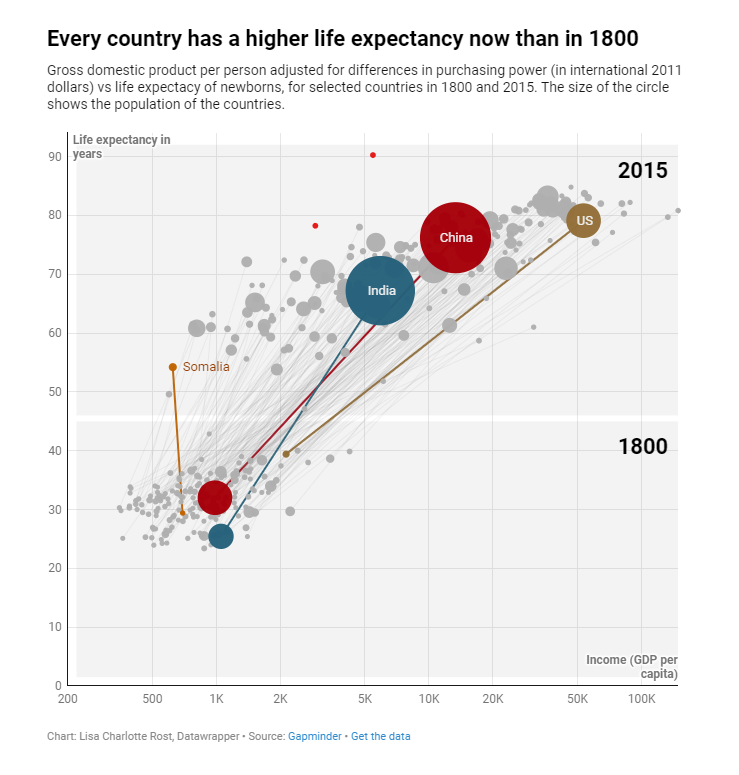 Every country has a higher life expectancy now than in 1800
Gross domestic product per person adjusted for differences in purchasing power (in international 2011
dollars) vs life expectacy of newborns, for selected countries in 1800 and 2015. The size of the circle
shows the population of the countries.
Life expectancy in
years
90
2015
80
US
China
70
India
60
Somalia
50
40
1800
30
20
10
Income (GDP per
capita)
0
200 500 1K 2K 5K 10K 20K 50K 100K
Chart: Lisa Charlotte Rost, Datawrapper • Source: Gapminder • Get the data